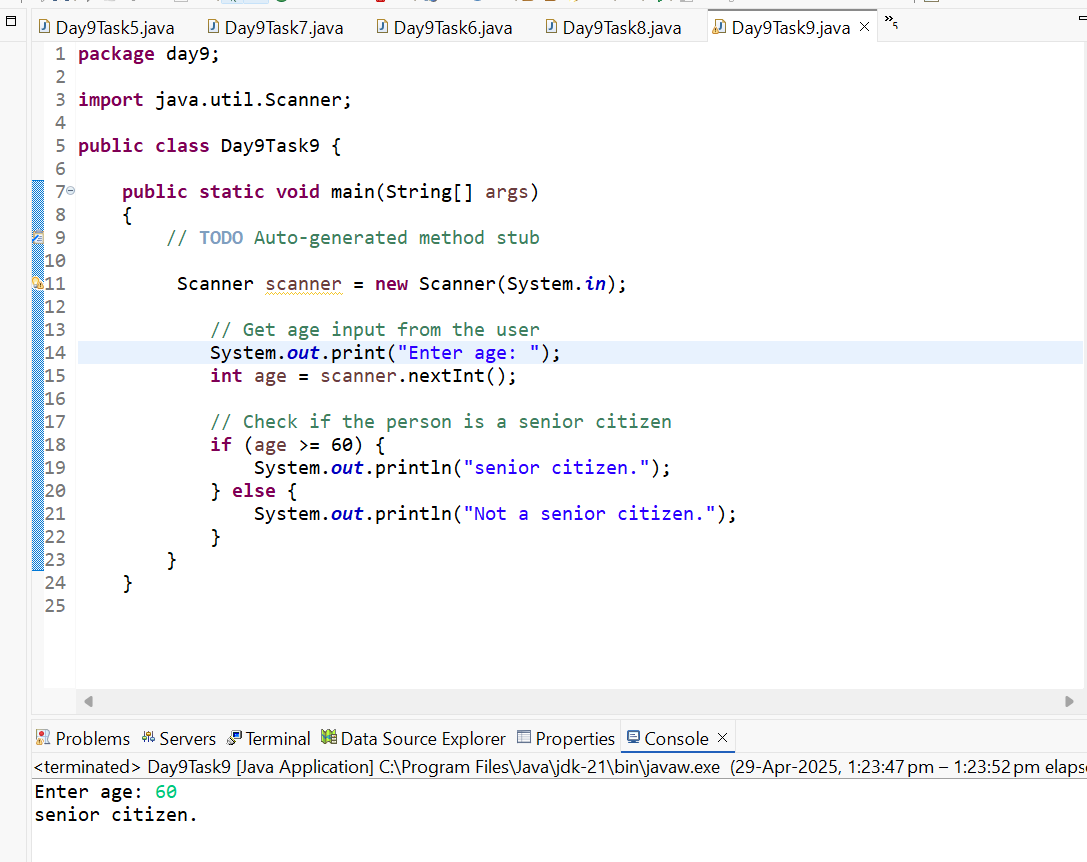 Day9Task5.java Day9Task7.java Day9Task6.java Day9Task8.java Day9Task9.java »5
1 package day9;
2
3 import java.util.Scanner;
4
5 public class Day9Task9 {
6
7 public static void main(String[] args)
8 {
9 // TODO Auto-generated method stub
10
11 Scanner scanner = new Scanner(System.in);
12
13 // Get age input from the user
14 System.out.print("Enter age: ");
15 int age = scanner.nextInt();
16
17 // Check if the person is a senior citizen
18 if (age >= 60) {
19 System.out.println("senior citizen.");
20 } else {
21 System.out.println("Not a senior citizen.");
22 }
23 }
24 }
25
Problems Servers Terminal Data Source Explorer Properties Console
<terminated> Day9Task9 [Java Application] C:\Program Files\Java\jdk-21\bin\javaw.exe (29-Apr-2025, 1:23:47 pm – 1:23:52 pm elaps
Enter age: 60
senior citizen.